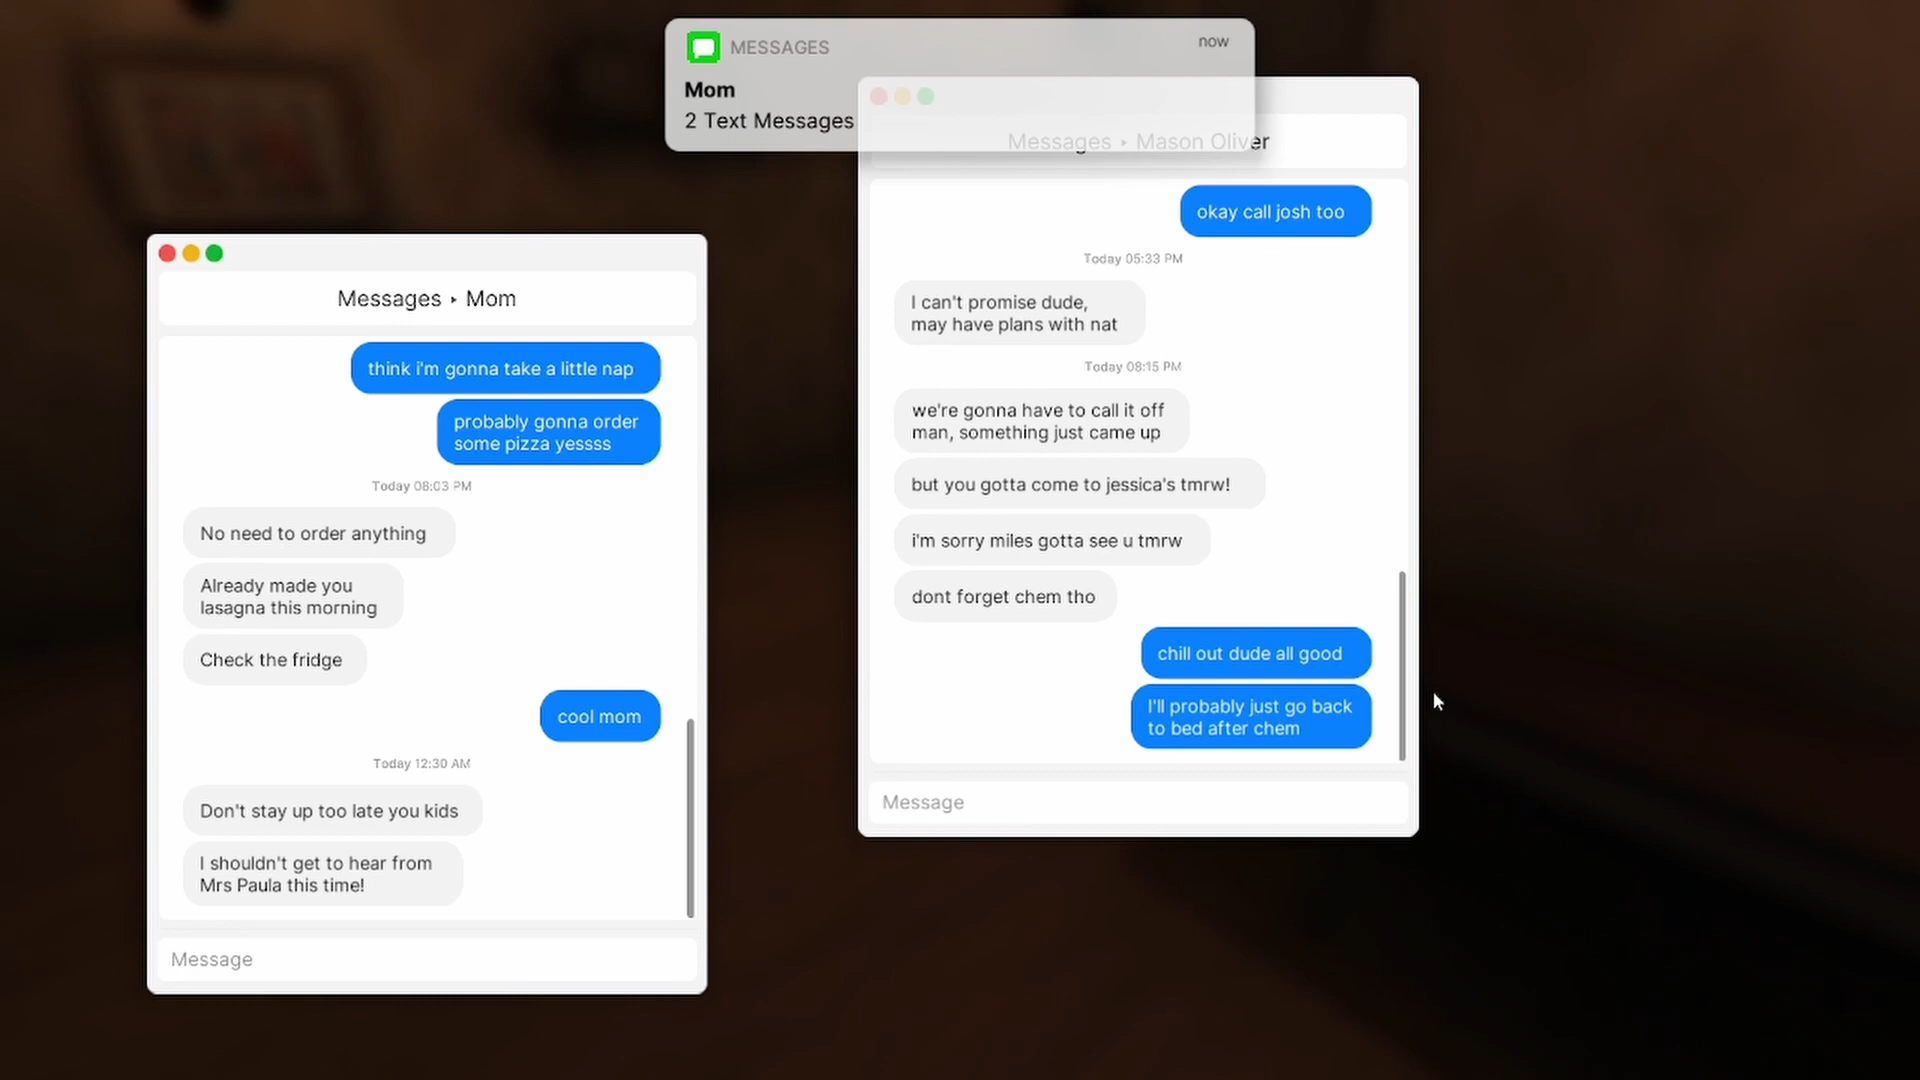 MESSAGES
now
Mom
2 Text Messages
Messages ‣ Mom
think i'm gonna take a little nap
probably gonna order
some pizza yessss
Today 08:03 PM
No need to order anything
Already made you
lasagna this morning
Check the fridge
cool mom
Today 12:30 AM
Don't stay up too late you kids
I shouldn't get to hear from
Mrs Paula this time!
Message
Messages ‣ Mason Oliver
okay call josh too
Today 05:33 PM
I can't promise dude,
may have plans with nat
Today 08:15 PM
we're gonna have to call it off
man, something just came up
but you gotta come to jessica's tmrw!
i'm sorry miles gotta see u tmrw
dont forget chem tho
chill out dude all good
I'll probably just go back
to bed after chem
Message